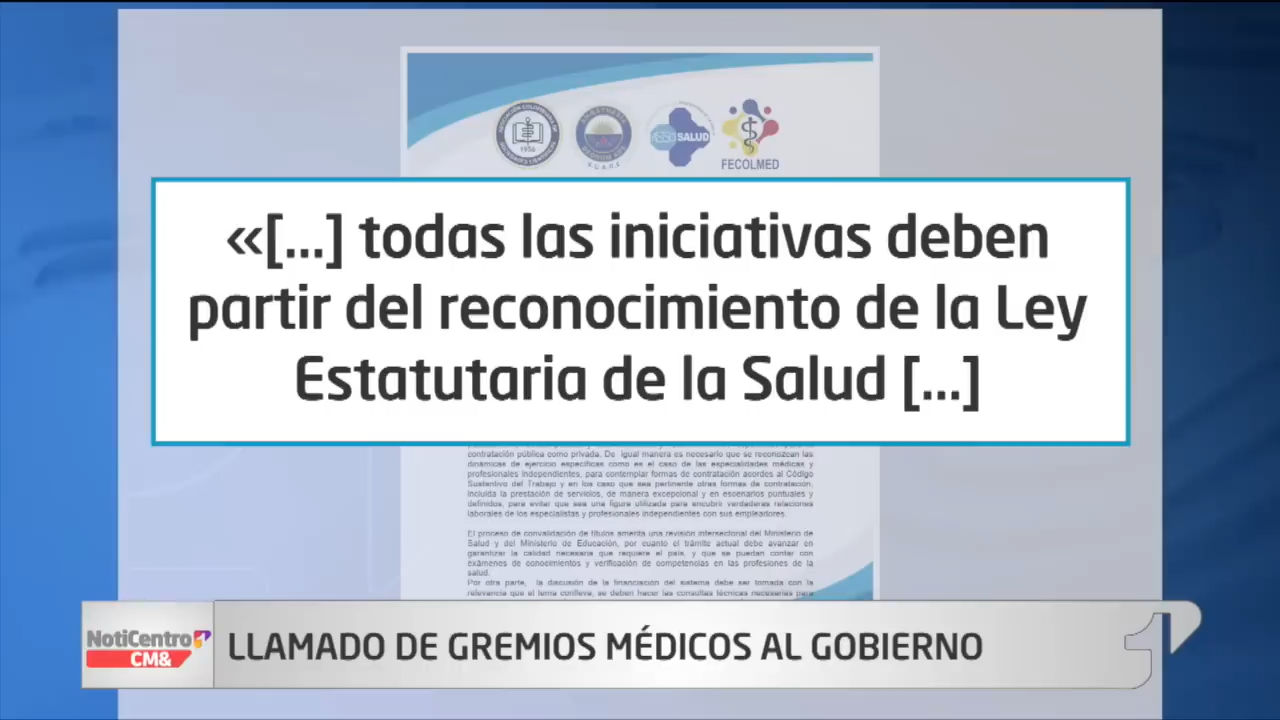 1956
S.C.A.R.E.
SALUD
FECOLMED
«[...] todas las iniciativas deben
partir del reconocimiento de la Ley
Estatutaria de la Salud [...]
contratación pública como privada. De igual manera es necesario que se reconozcan las
dinámicas de ejercicio específicas como es el caso de las especialidades médicas y
profesionales independientes, para contemplar formas de contratación acordes al Código
Sustantivo del Trabajo y en los caso que sea pertinente otras formas de contratación,
incluida la prestación de servicios, de manera excepcional y en escenarios puntuales y
definidos, para evitar que sea una figura utilizada para encubrir verdaderas relaciones
laborales de los especialistas y profesionales independientes con sus empleadores.
El proceso de convalidación de títulos amerita una revisión intersectorial del Ministerio de
Salud y del Ministerio de Educación, por cuanto el trámite actual debe avanzar en
garantizar la calidad necesaria que requiere el país, y que se puedan contar con
exámenes de conocimientos y verificación de competencias en las profesiones de la
salud.
Por otra parte, la discusión de la financiación del sistema debe ser tomada con la
relevancia que el tema conlleva, se deben hacer las consultas técnicas necesarias para
NotiCentro 1
CM&
LLAMADO DE GREMIOS MÉDICOS AL GOBIERNO
1